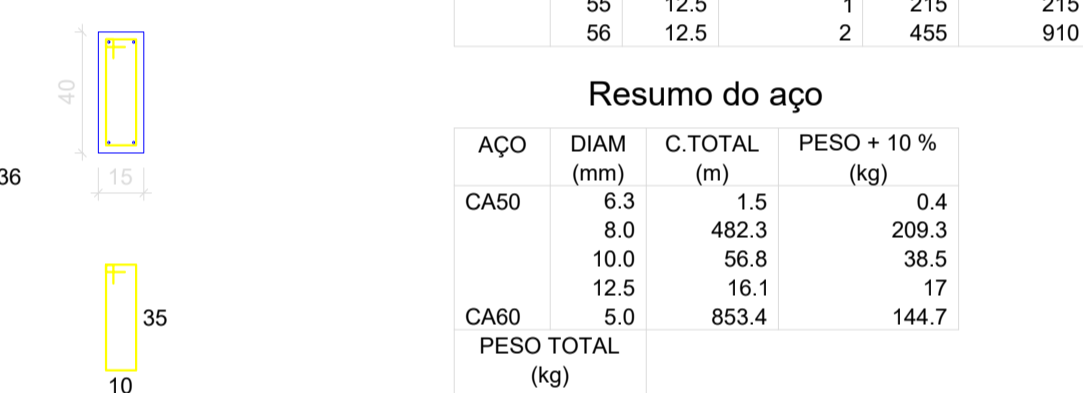 55 12.5 1 215 215
56 12.5 2 455 910
40
15
36
35
10
Resumo do aço
AÇO DIAM C.TOTAL PESO + 10 %
(mm) (m) (kg)
CA50 6.3 1.5 0.4
8.0 482.3 209.3
10.0 56.8 38.5
12.5 16.1 17
CA60 5.0 853.4 144.7
PESO TOTAL
(kg)